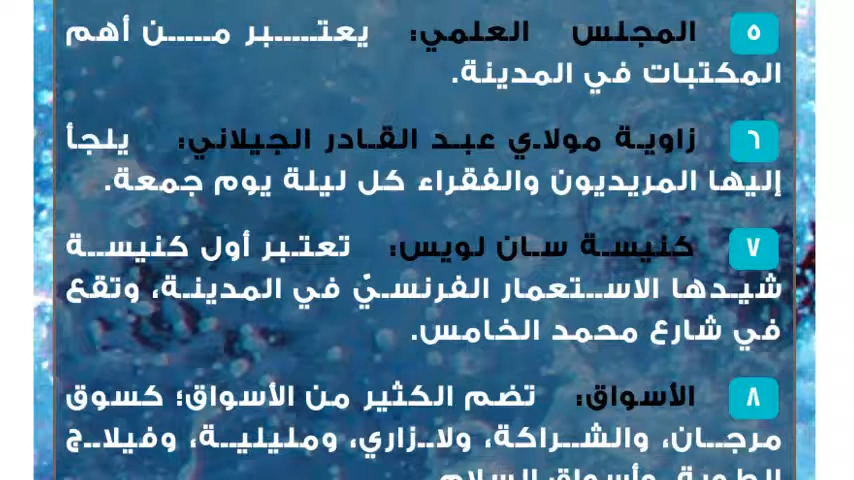 ٥ المجلس العلمي: يعتبر من أهم
المكتبات في المدينة.
٦ زاوية مولاي عبد القادر الجيلاني: يلجأ
إليها المريديون والفقراء كل ليلة يوم جمعة.
٧ كنيسة سان لويس: تعتبر أول كنيسة
شيدها الاستعمار الفرنسيّ في المدينة، وتقع
في شارع محمد الخامس.
٨ الأسواق: تضم الكثير من الأسواق؛ كسوق
مرجان، والشراكة، ولازاري، ومليلية، وفيلاج
وأسواق السلام